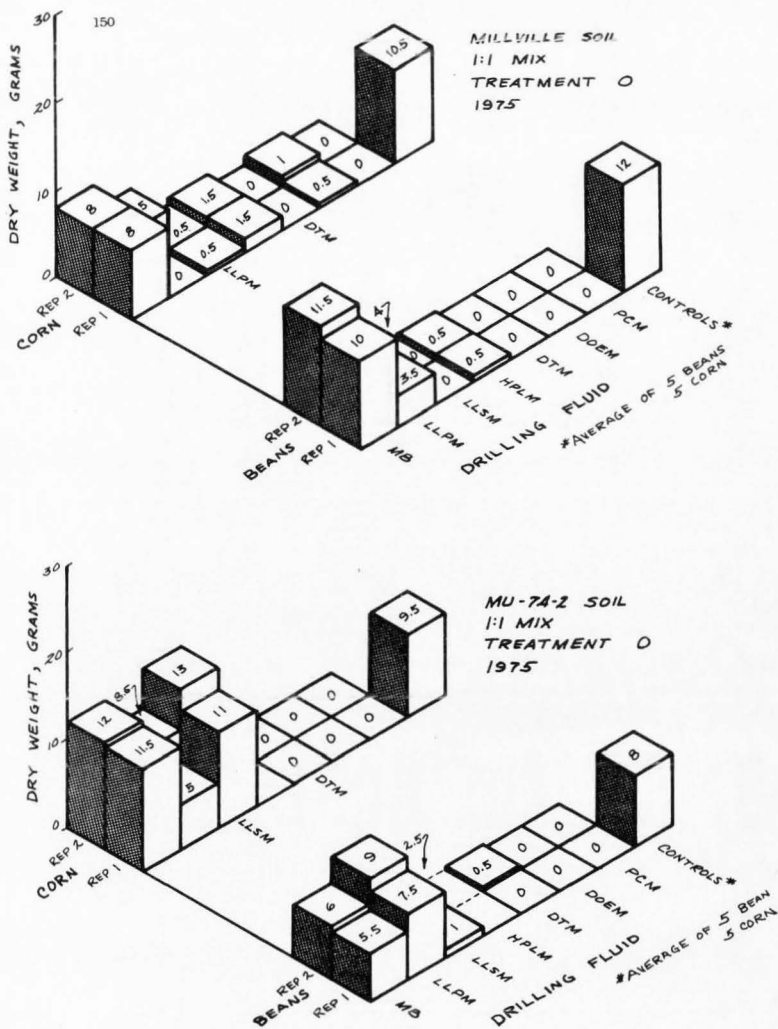 150
MILLVILLE SOIL
1:1 MIX
TREATMENT O
1975
DRY WEIGHT, GRAMS
30
20
10
0
10.5
0
0
1
0
0.5
0
1.5
1.5
5
0.5
0.5
0
8
8
REP 2
REP 1
CORN
LLPM
DTM
12
0
0
0
0
0
0
0.5
0
0
0.5
4
3.5
0
11.5
10
REP 2
REP 1
BEANS
MB
LLPM
LLSM
HPLM
DTM
DOEM
PCM
CONTROLS*
DRILLING FLUID
*AVERAGE OF 5 BEANS
5 CORN
MU-74-2 SOIL
1:1 MIX
TREATMENT O
1975
DRY WEIGHT, GRAMS
30
20
10
0
9.5
0
0
0
0
0
0
0
13
11
12
11.5
5
REP 2
REP 1
CORN
LLSM
DTM
8
0
0
0
0
0
0.5
0
2.5
9
7.5
1
6
5.5
REP 2
REP 1
BEANS
MB
LLPM
LLSM
HPLM
DTM
DOEM
PCM
CONTROLS*
DRILLING FLUID
*AVERAGE OF 5 BEAN
5 CORN